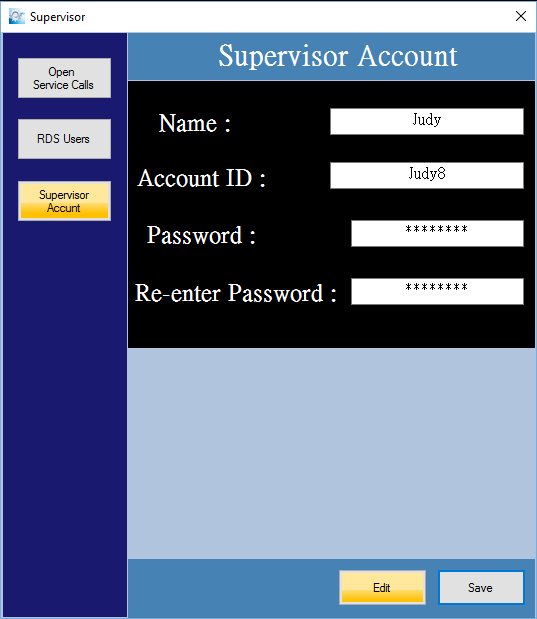 Supervisor
Supervisor Account
Open
Service Calls
RDS Users
Supervisor
Accunt
Name :
Judy
Account ID :
Judy8
Password :
********
Re-enter Password :
********
Edit
Save